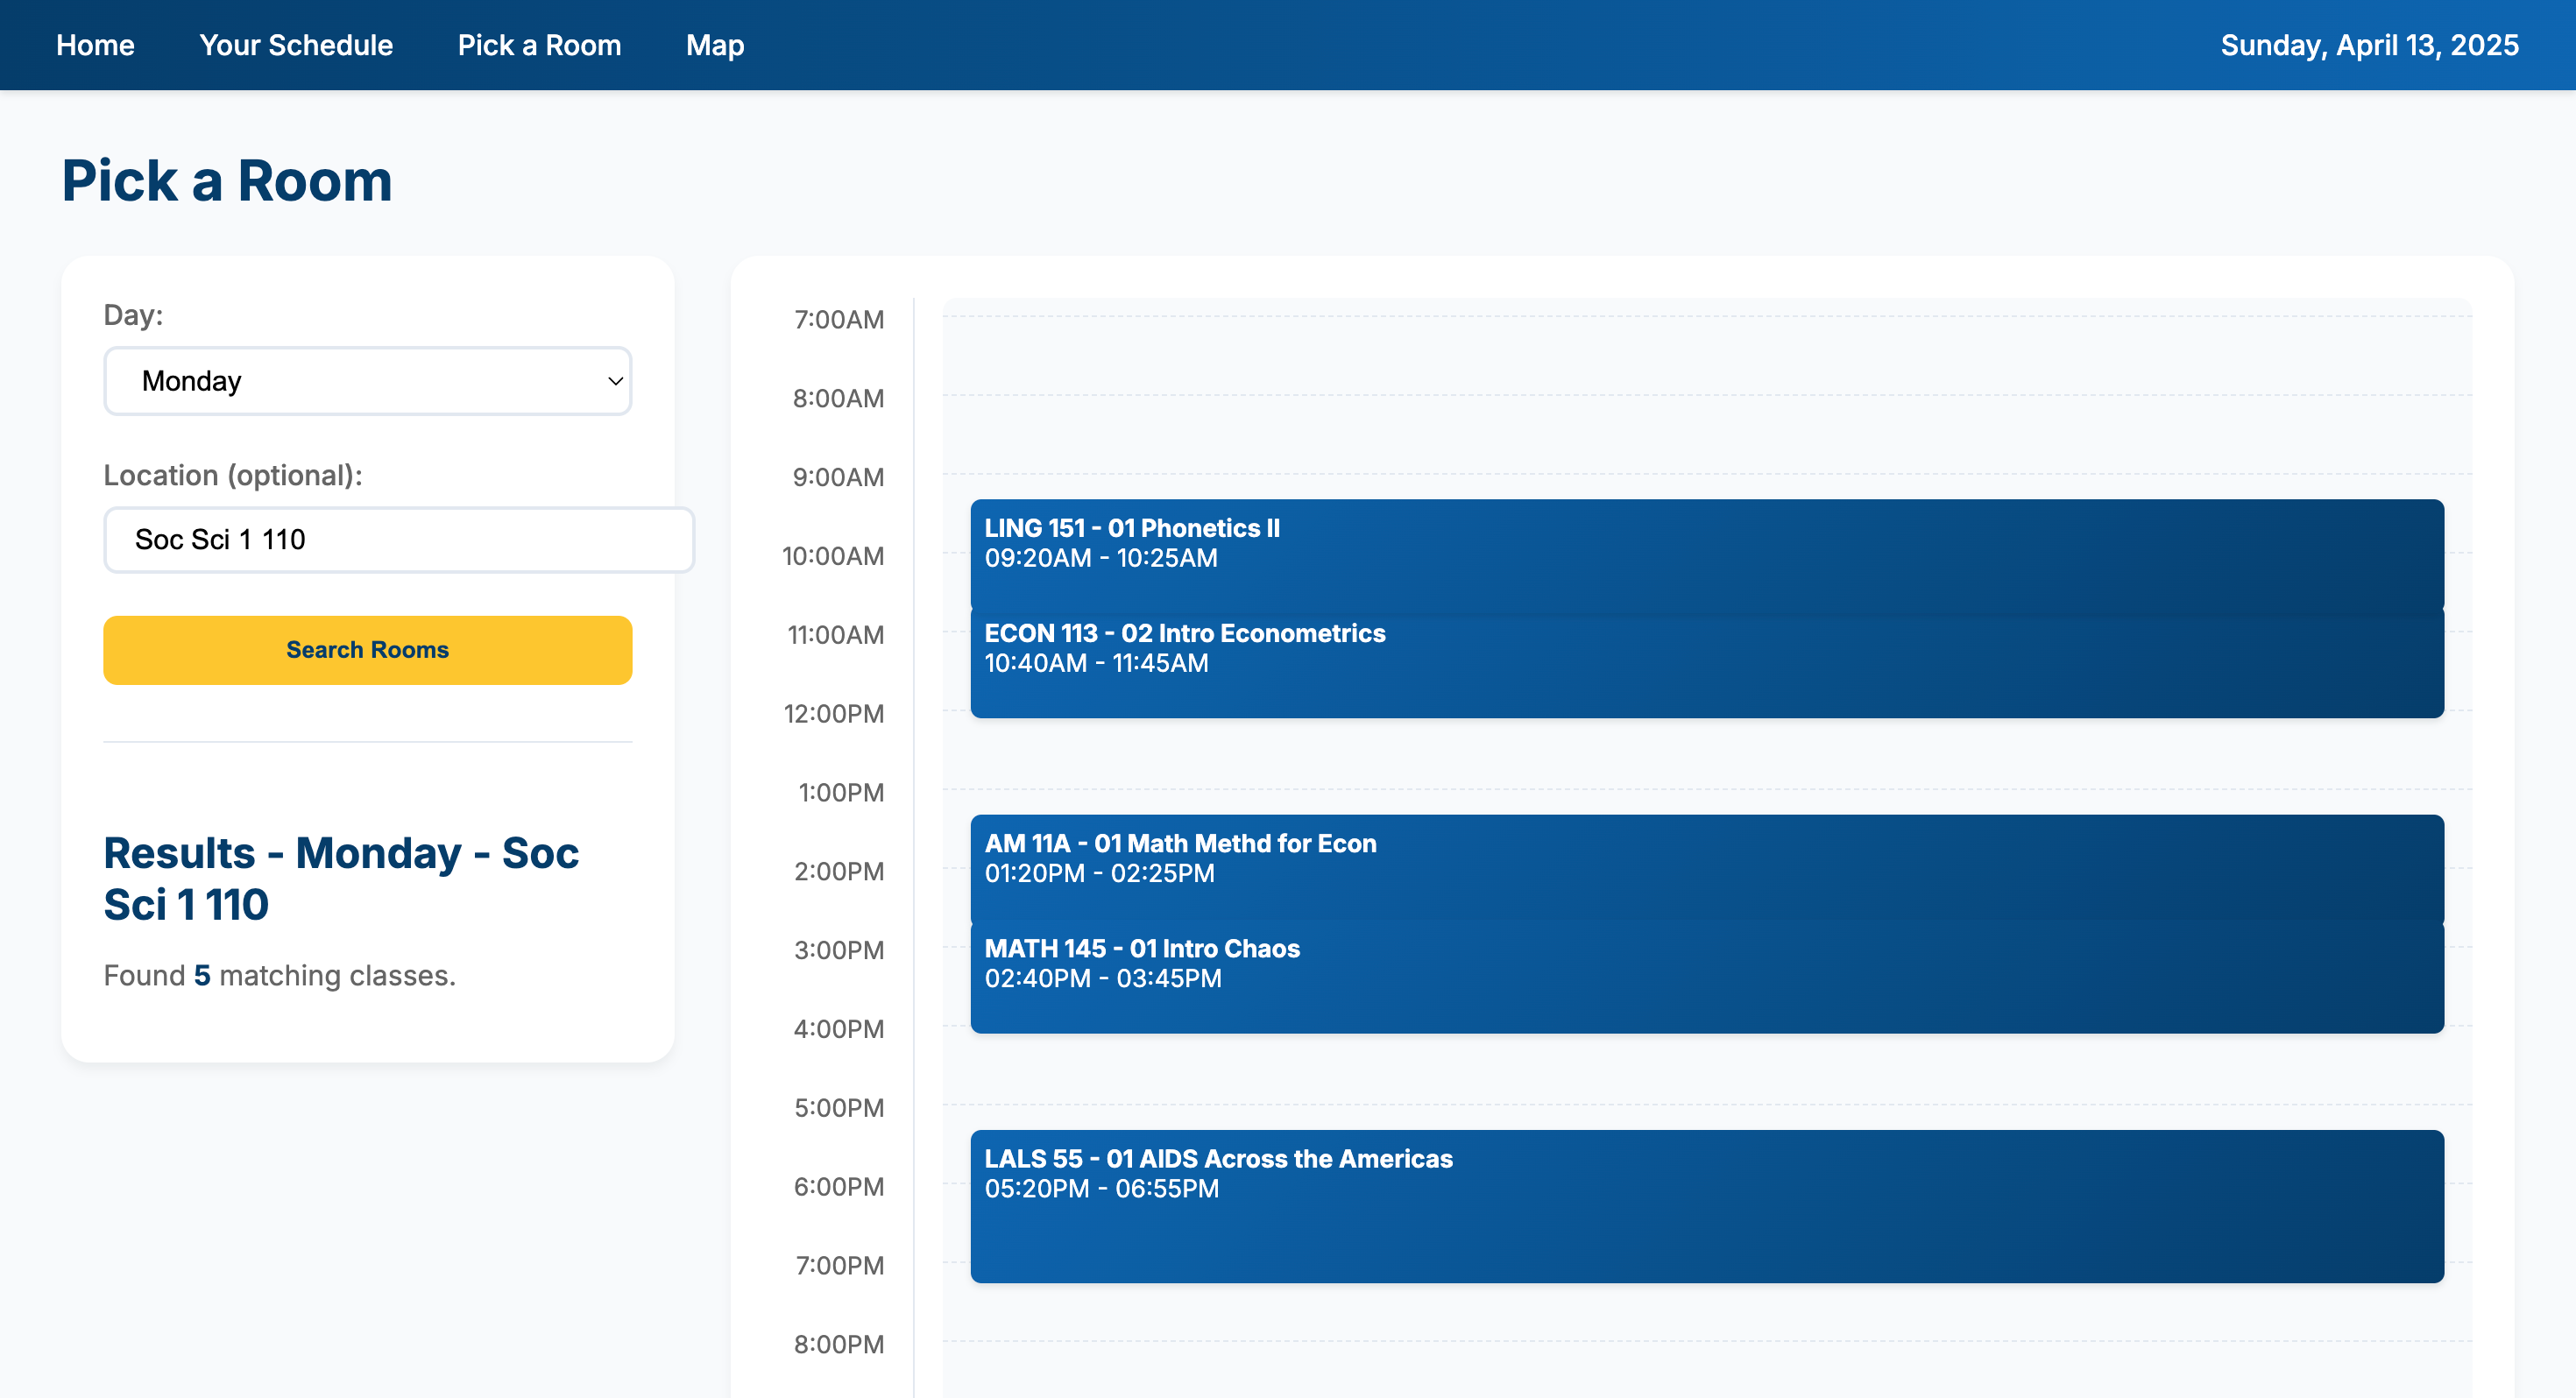 Home Your Schedule Pick a Room Map Sunday, April 13, 2025
Pick a Room
Day:
Monday
Location (optional):
Soc Sci 1 110
Search Rooms
Results - Monday - Soc
Sci 1 110
Found 5 matching classes.
7:00AM
8:00AM
9:00AM
LING 151 - 01 Phonetics II
09:20AM - 10:25AM
10:00AM
ECON 113 - 02 Intro Econometrics
11:00AM
10:40AM - 11:45AM
12:00PM
1:00PM
AM 11A - 01 Math Methd for Econ
2:00PM
01:20PM - 02:25PM
MATH 145 - 01 Intro Chaos
3:00PM
02:40PM - 03:45PM
4:00PM
5:00PM
LALS 55 - 01 AIDS Across the Americas
6:00PM
05:20PM - 06:55PM
7:00PM
8:00PM